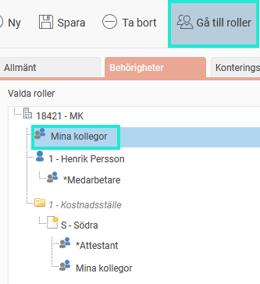 Ny Spara Ta bort Gå till roller
Allmänt Behörigheter Konterings
Valda roller
18421 - MK
Mina kollegor
1 - Henrik Persson
*Medarbetare
1 - Kostnadsställe
S - Södra
*Attestant
Mina kollegor